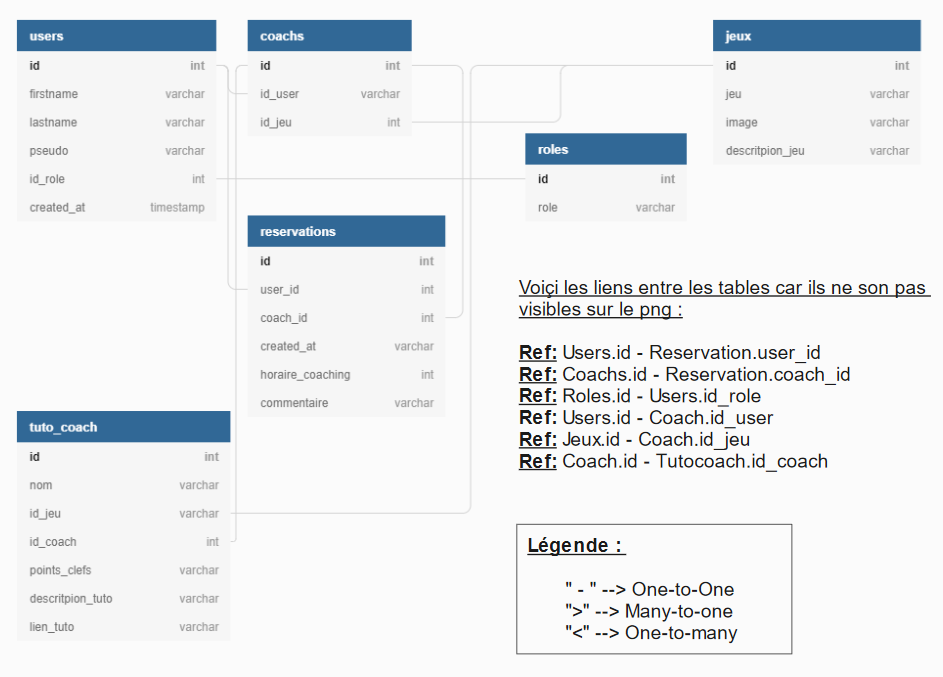 users
id int
firstname varchar
lastname varchar
pseudo varchar
id_role int
created_at timestamp
coachs
id int
id_user varchar
id_jeu int
jeux
id int
jeu varchar
image varchar
descritpion_jeu varchar
roles
id int
role varchar
reservations
id int
user_id int
coach_id int
created_at varchar
horaire_coaching int
commentaire varchar
tuto_coach
id int
nom varchar
id_jeu varchar
id_coach int
points_clefs varchar
descritpion_tuto varchar
lien_tuto varchar
Voiçi les liens entre les tables car ils ne son pas
visibles sur le png :
Ref: Users.id - Reservation.user_id
Ref: Coachs.id - Reservation.coach_id
Ref: Roles.id - Users.id_role
Ref: Users.id - Coach.id_user
Ref: Jeux.id - Coach.id_jeu
Ref: Coach.id - Tutocoach.id_coach
Légende :
" - " --> One-to-One
">" --> Many-to-one
"<" --> One-to-many